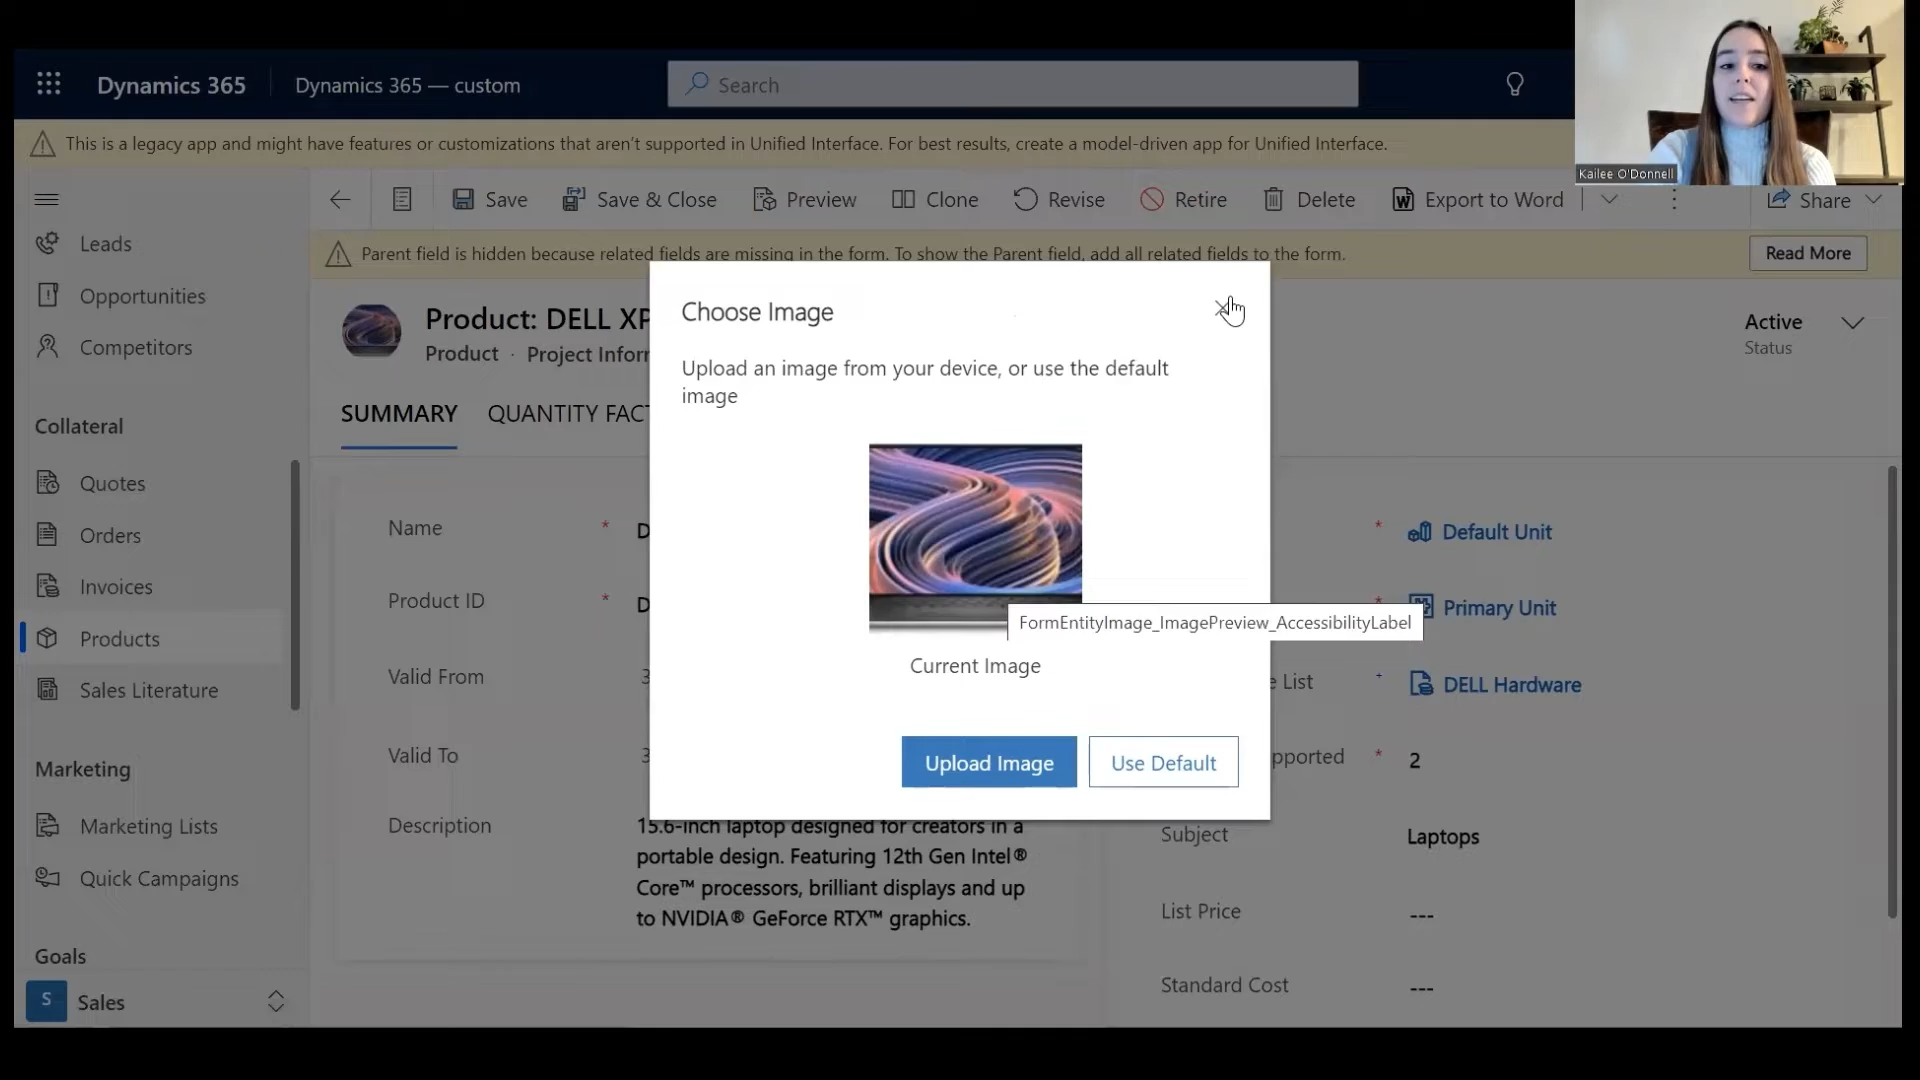 Dynamics 365
Dynamics 365 — custom
Search
Kailee O'Donnell
This is a legacy app and might have features or customizations that aren't supported in Unified Interface. For best results, create a model-driven app for Unified Interface.
Save
Save & Close
Preview
Clone
Revise
Retire
Delete
Export to Word
Share
Parent field is hidden because related fields are missing in the form. To show the Parent field, add all related fields to the form.
Read More
Leads
Opportunities
Competitors
Collateral
Quotes
Orders
Invoices
Products
Sales Literature
Marketing
Marketing Lists
Quick Campaigns
Goals
S
Sales
Product: DELL XP
Product · Project Inforr
Active
Status
SUMMARY
QUANTITY FACT
Choose Image
Upload an image from your device, or use the default
image
FormEntityImage_ImagePreview_AccessibilityLabel
Current Image
Upload Image
Use Default
Name *
Product ID *
Valid From
Valid To
Description
15.6-inch laptop designed for creators in a
portable design. Featuring 12th Gen Intel®
Core™ processors, brilliant displays and up
to NVIDIA® GeForce RTX™ graphics.
* Default Unit
* Primary Unit
List + DELL Hardware
pported * 2
Subject Laptops
List Price ---
Standard Cost ---